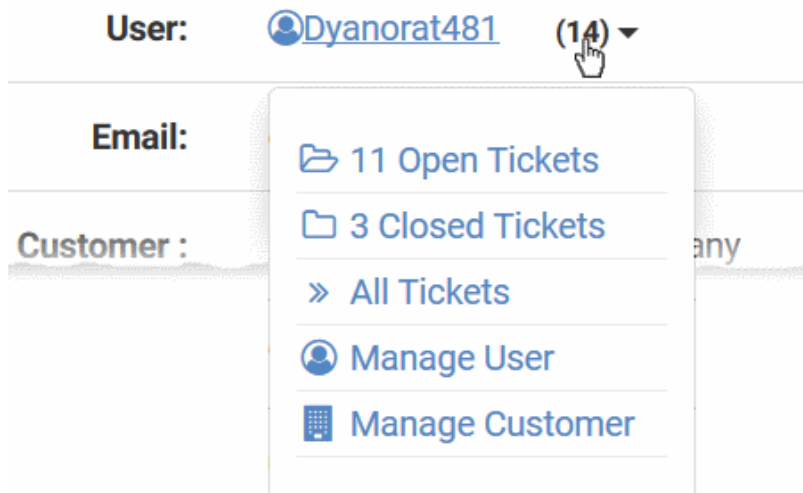 User: Dyanorat481 (14)
Email:
11 Open Tickets
3 Closed Tickets
Customer : any
All Tickets
Manage User
Manage Customer